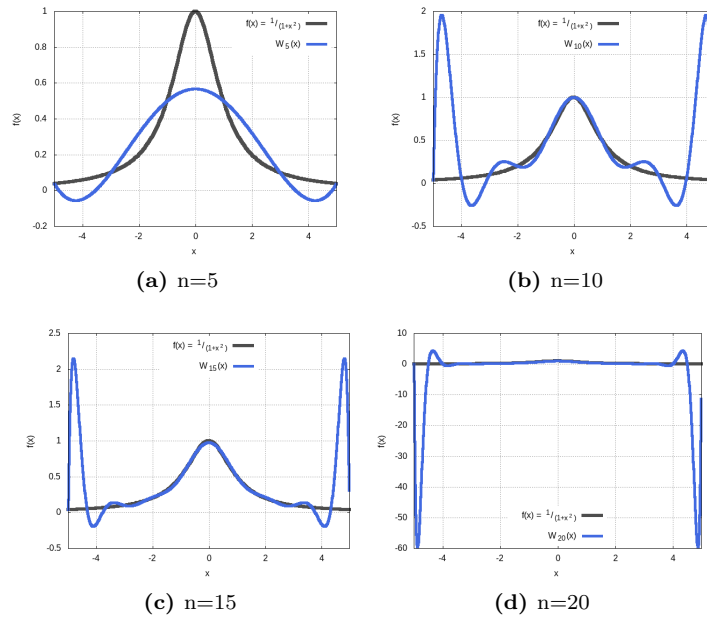 f(x) = 1/(1+x2)
W5(x)
1
0.8
0.6
0.4
0.2
0
0.2
-4 -2 0 2 4
f(x)
x
(a) n=5
f(x) = 1/(1+x2)
W10(x)
2
1.5
1
0.5
0
-0.5
-4 -2 0 2 4
f(x)
x
(b) n=10
f(x) = 1/(1+x2)
W15(x)
2.5
2
1.5
1
0.5
0
-0.5
-4 -2 0 2 4
f(x)
x
(c) n=15
10
0
-10
-20
-30
-40
-50
-60
f(x) = 1/(1+x2)
W20(x)
-4 -2 0 2 4
f(x)
x
(d) n=20